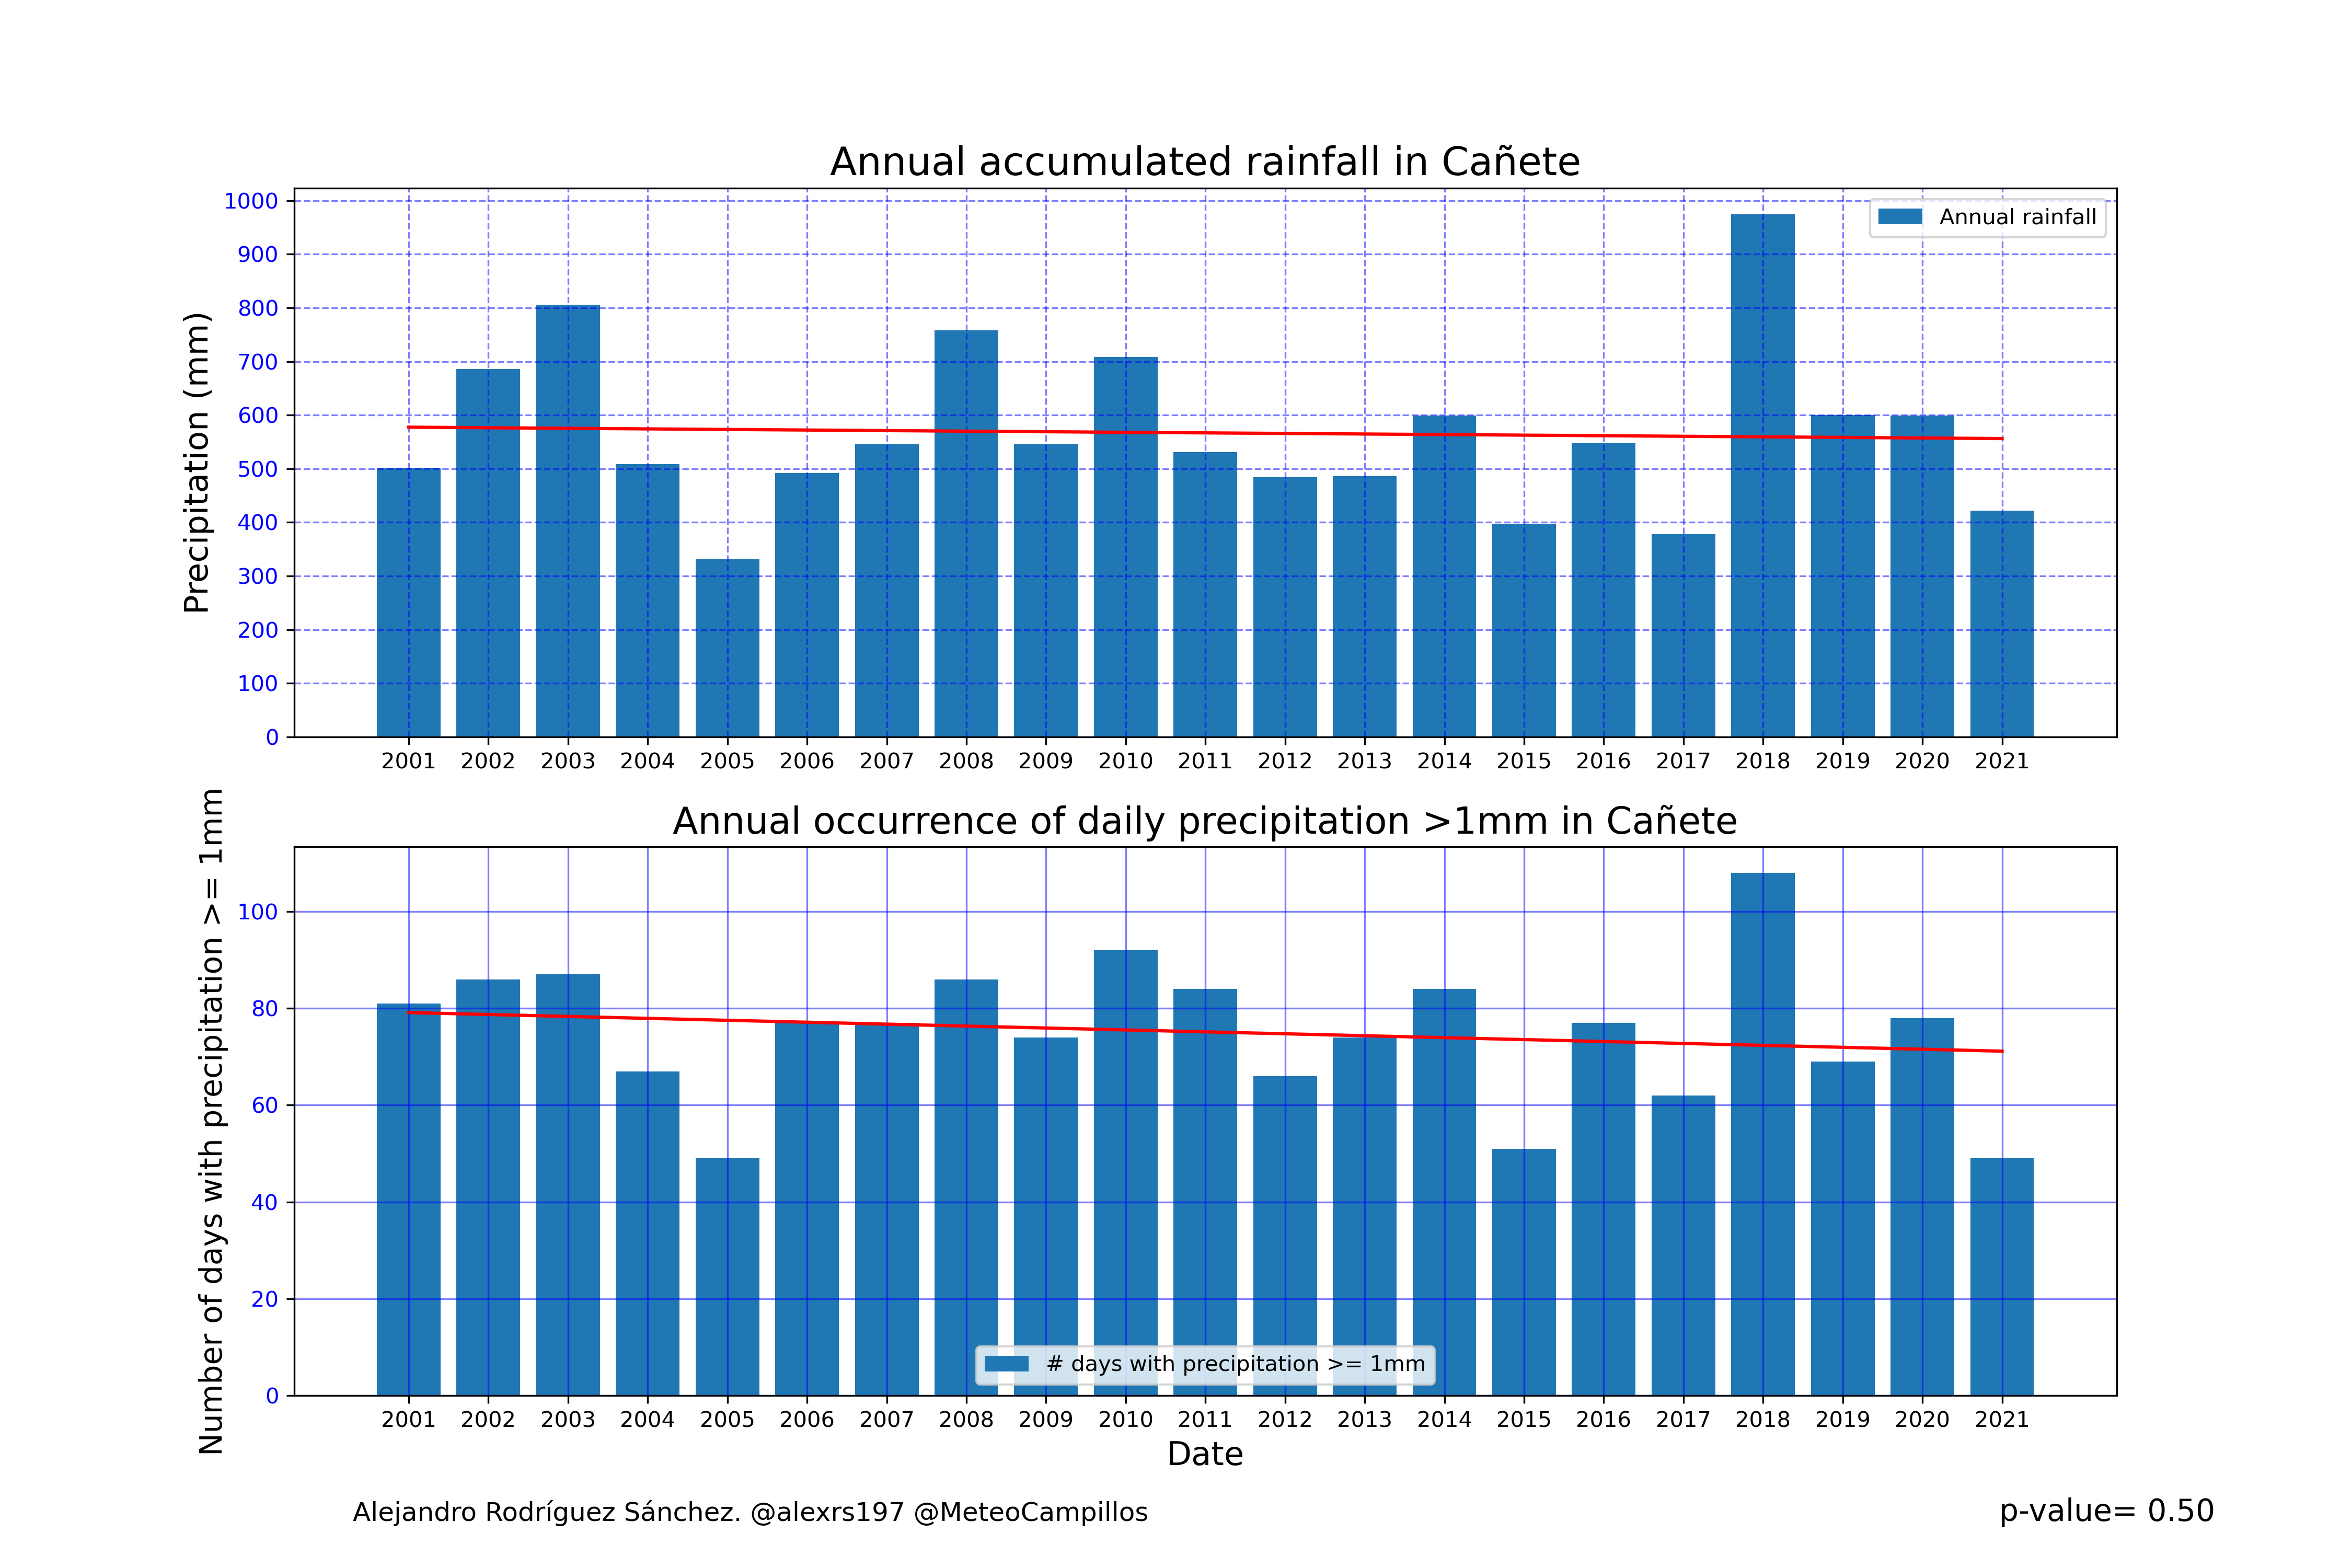 Annual accumulated rainfall in Cañete
Precipitation (mm)
1000
900
800
700
600
500
400
300
200
100
0
Annual rainfall
2001 2002 2003 2004 2005 2006 2007 2008 2009 2010 2011 2012 2013 2014 2015 2016 2017 2018 2019 2020 2021
Annual occurrence of daily precipitation >1mm in Cañete
Number of days with precipitation >= 1mm
100
80
60
40
20
0
# days with precipitation >= 1mm
2001 2002 2003 2004 2005 2006 2007 2008 2009 2010 2011 2012 2013 2014 2015 2016 2017 2018 2019 2020 2021
Date
Alejandro Rodríguez Sánchez. @alexrs197 @MeteoCampillos
p-value= 0.50